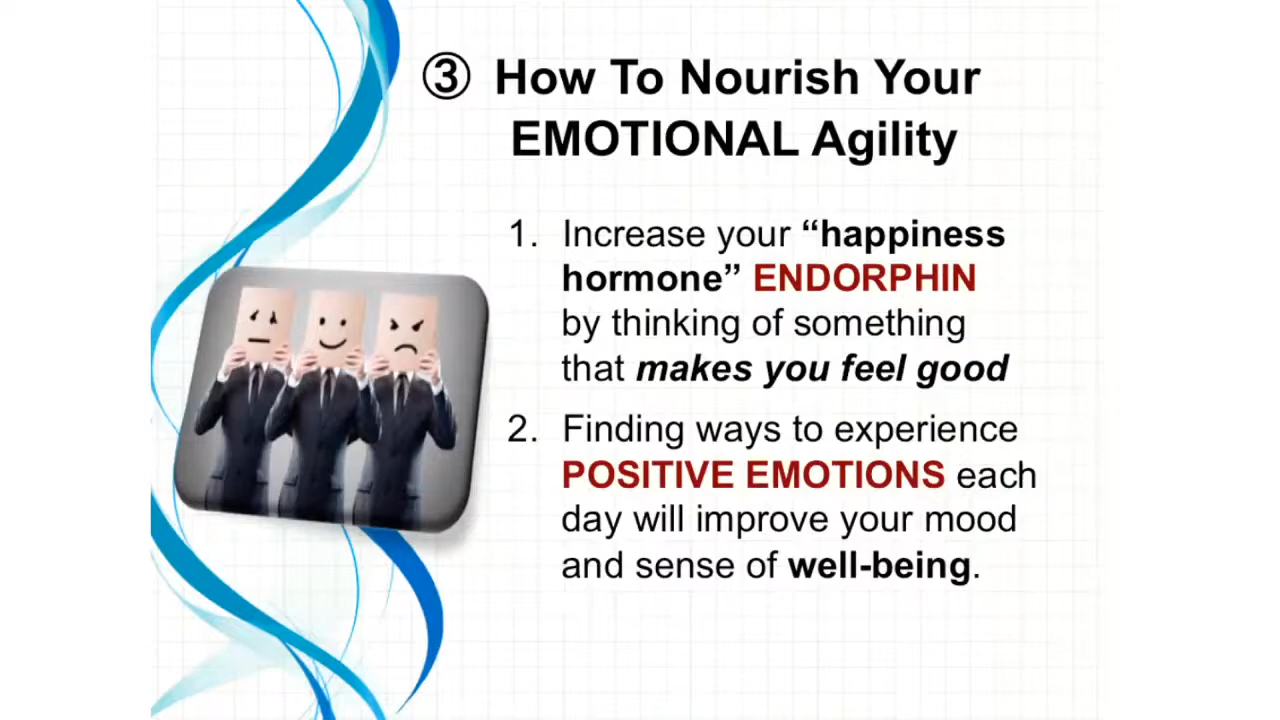 ③ How To Nourish Your
EMOTIONAL Agility
1. Increase your “happiness
hormone” ENDORPHIN
by thinking of something
that makes you feel good
2. Finding ways to experience
POSITIVE EMOTIONS each
day will improve your mood
and sense of well-being.